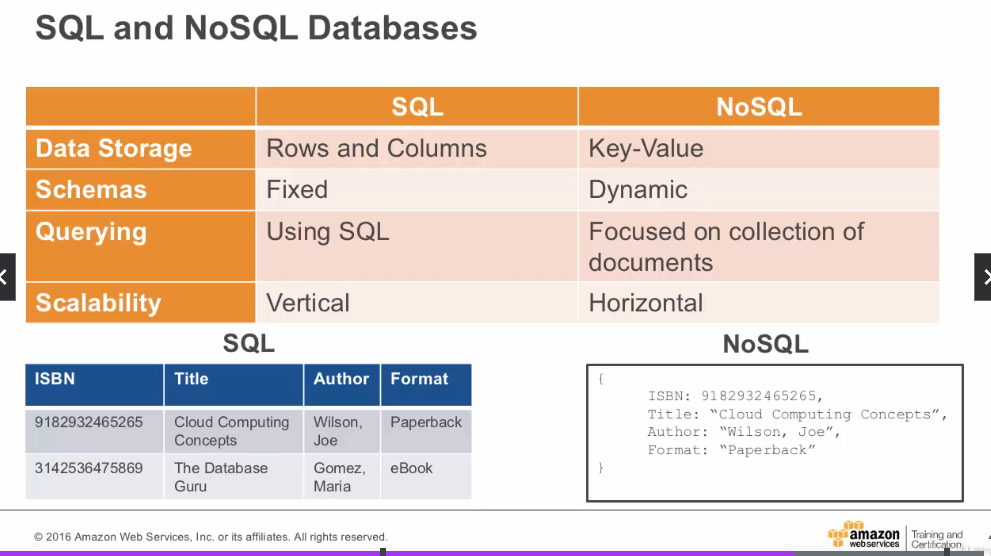 SQL and NoSQL Databases
SQL NoSQL
Data Storage Rows and Columns Key-Value
Schemas Fixed Dynamic
Querying Using SQL Focused on collection of
documents
Scalability Vertical Horizontal
SQL
ISBN Title Author Format
9182932465265 Cloud Computing Wilson, Paperback
Concepts Joe
3142536475869 The Database Gomez, eBook
Guru Maria
NoSQL
{
ISBN: 9182932465265,
Title: “Cloud Computing Concepts”,
Author: “Wilson, Joe”,
Format: “Paperback”
}
© 2016 Amazon Web Services, Inc. or its affiliates. All rights reserved.
amazon
web services
Training and
Certification